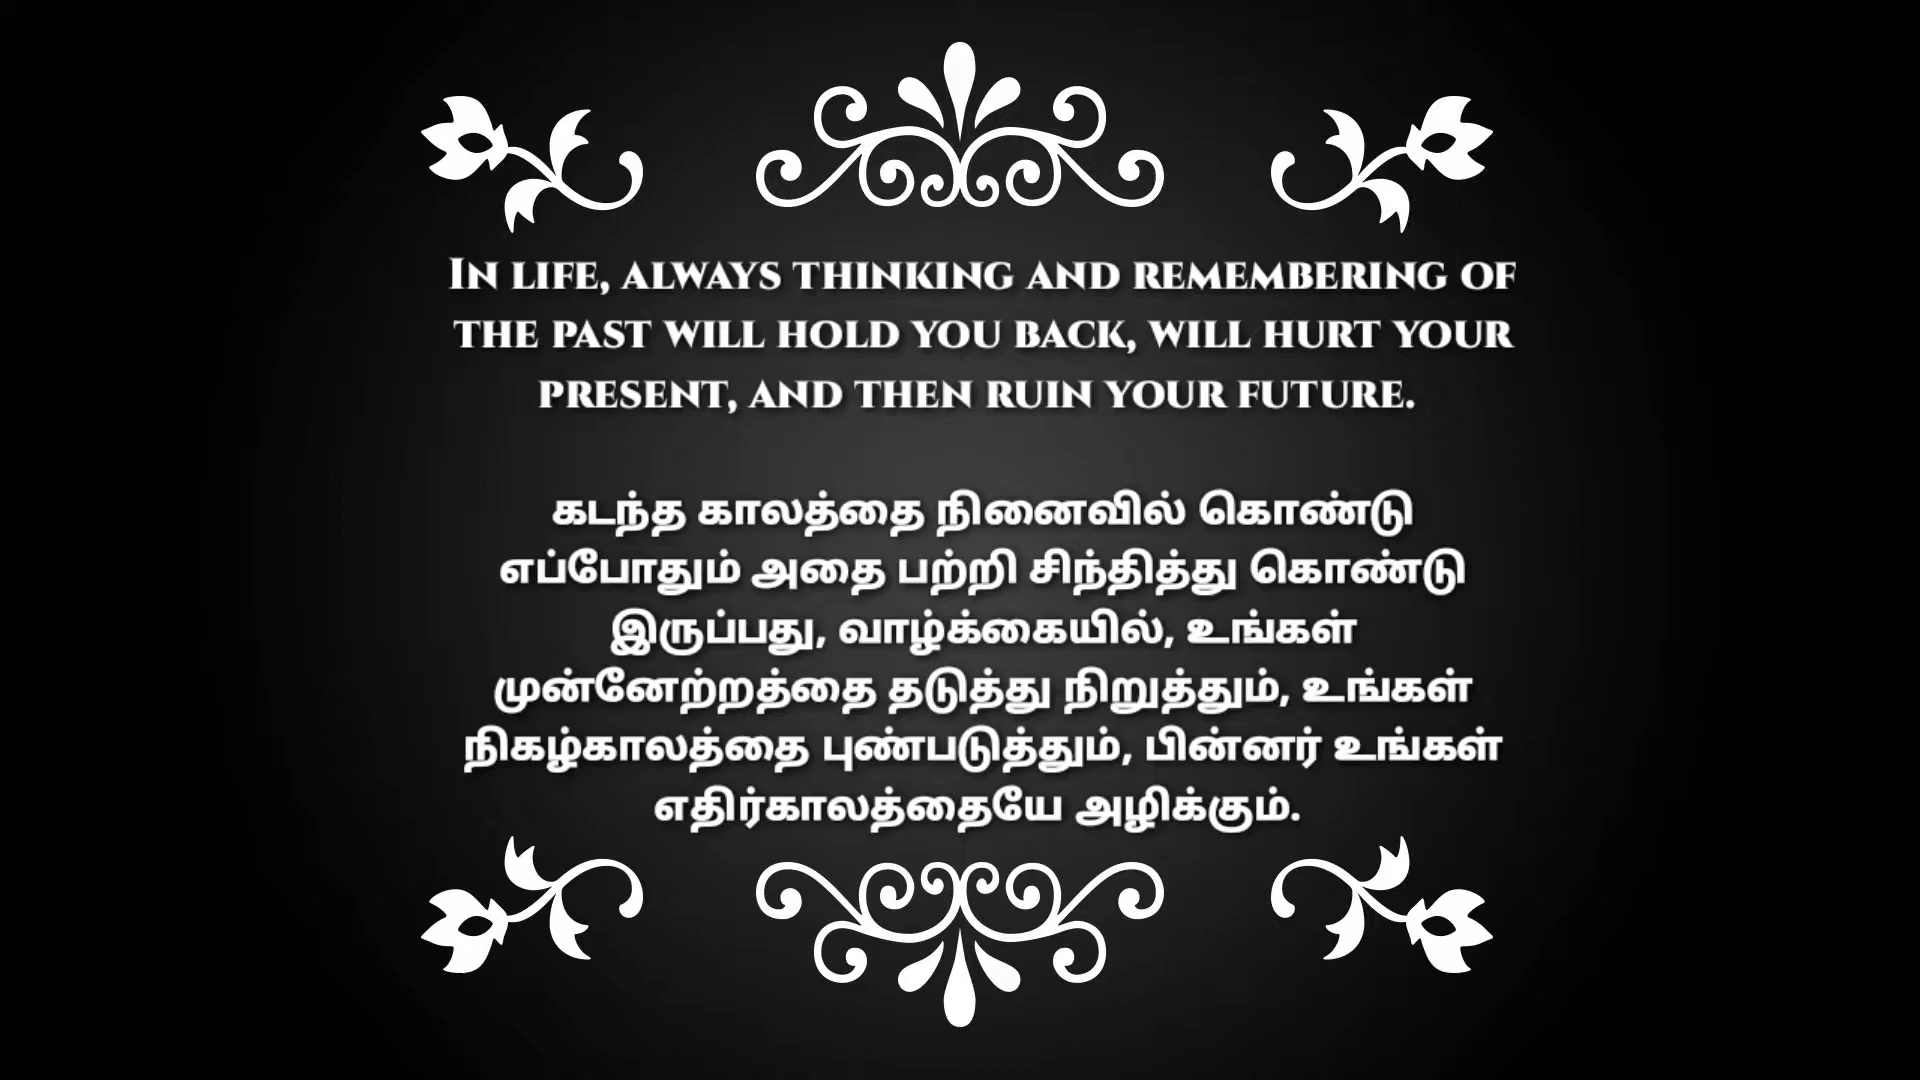 In life, always thinking and remembering of
the past will hold you back, will hurt your
present, and then ruin your future.
கடந்த காலத்தை நினைவில் கொண்டு
எப்போதும் அதை பற்றி சிந்தித்து கொண்டு
இருப்பது, வாழ்க்கையில், உங்கள்
முன்னேற்றத்தை தடுத்து நிறுத்தும், உங்கள்
நிகழ்காலத்தை புண்படுத்தும், பின்னர் உங்கள்
எதிர்காலத்தையே அழிக்கும்.